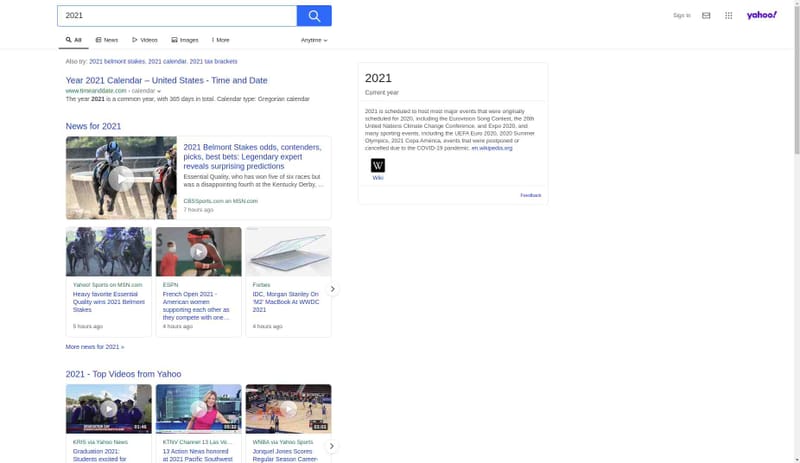 2021
Sign in
yahoo!
All
News
Videos
Images
More
Anytime
Also try: 2021 belmont stakes, 2021 calendar, 2021 tax brackets
Year 2021 Calendar – United States - Time and Date
www.timeanddate.com › calendar
The year 2021 is a common year, with 365 days in total. Calendar type: Gregorian calendar
News for 2021
2021 Belmont Stakes odds, contenders,
picks, best bets: Legendary expert
reveals surprising predictions
Essential Quality, who has won five of six races but
was a disappointing fourth at the Kentucky Derby, ...
CBSSports.com on MSN.com
7 hours ago
Yahoo! Sports on MSN.com
Heavy favorite Essential
Quality wins 2021 Belmont
Stakes
5 hours ago
ESPN
French Open 2021 -
American women
supporting each other as
they compete with one...
4 hours ago
Forbes
IDC, Morgan Stanley On
'M2' MacBook At WWDC
2021
4 hours ago
More news for 2021 »
2021 - Top Videos from Yahoo
01:46
KRIS via Yahoo News
Graduation 2021:
Students excited for
00:32
KTNV Channel 13 Las Ve...
13 Action News honored
at 2021 Pacific Southwest
03:03
WNBA via Yahoo Sports
Jonquel Jones Scores
Regular Season Career-
2021
Current year
2021 is scheduled to host most major events that were originally
scheduled for 2020, including the Eurovision Song Contest, the 26th
United Nations Climate Change Conference, and Expo 2020, and
many sporting events, including the UEFA Euro 2020, 2020 Summer
Olympics, 2021 Copa América, events that were postponed or
cancelled due to the COVID-19 pandemic. en.wikipedia.org
W
Wiki
Feedback